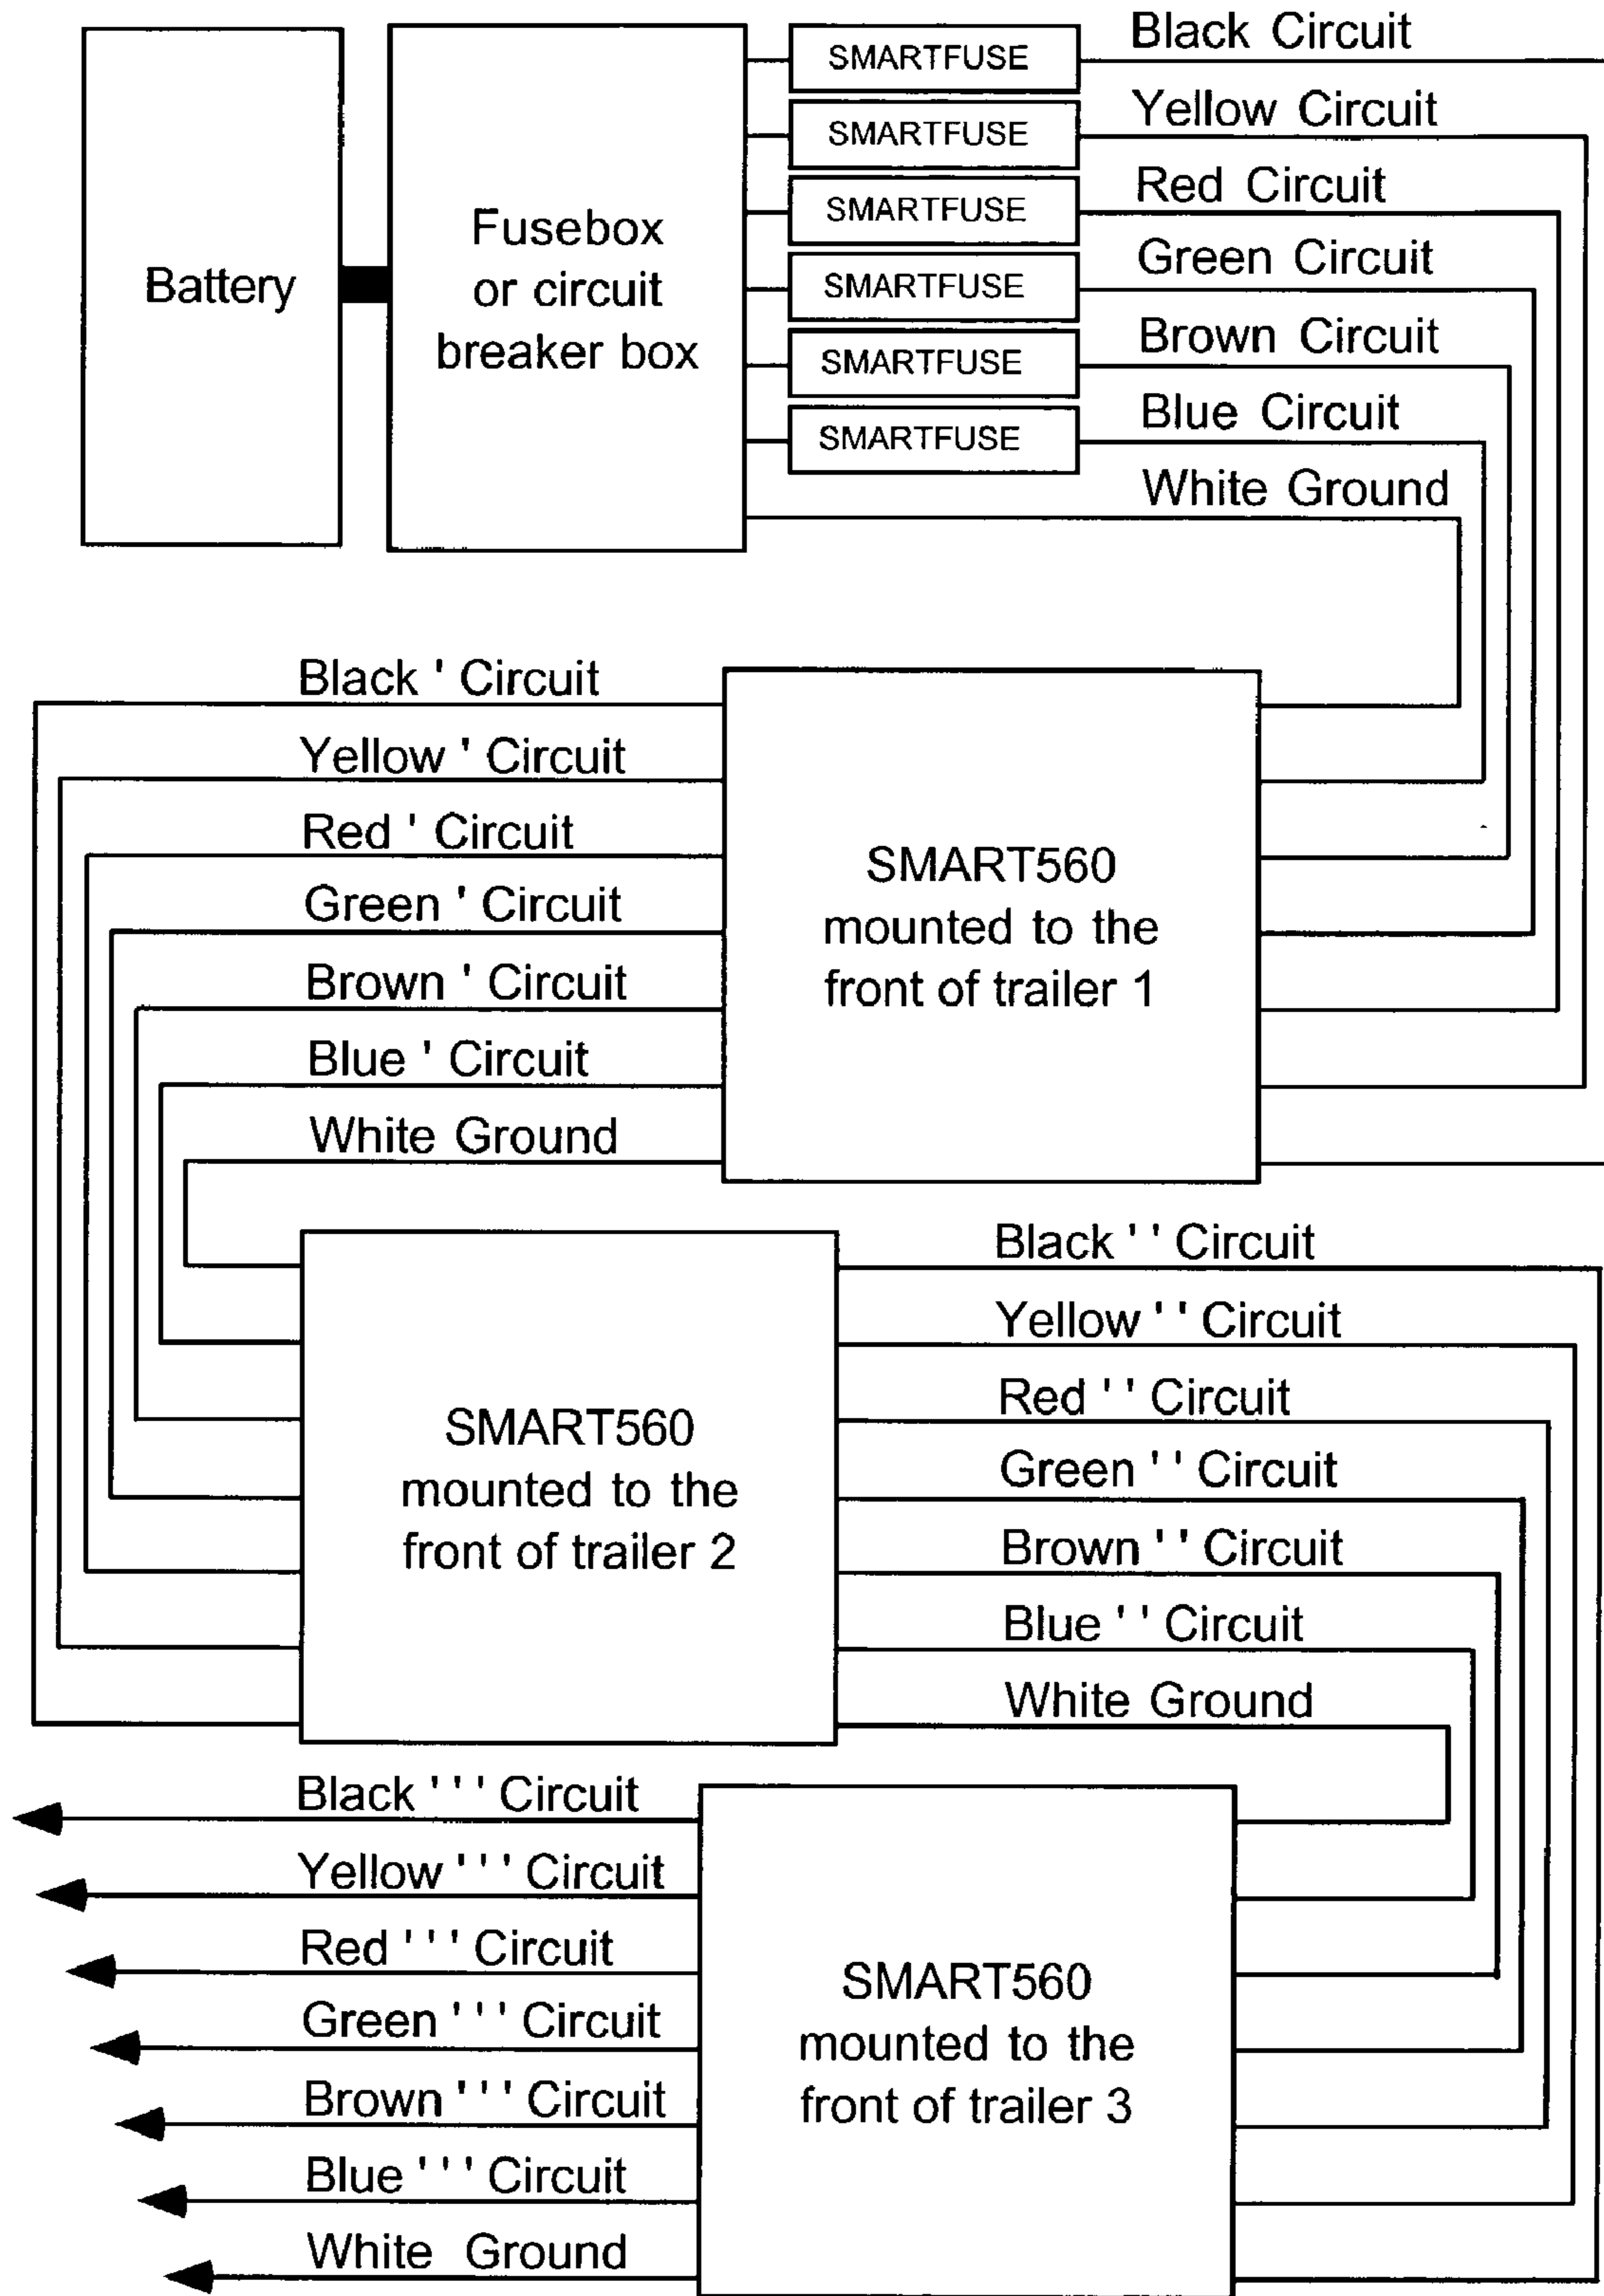 Battery
Fusebox
or circuit
breaker box
SMARTFUSE
SMARTFUSE
SMARTFUSE
SMARTFUSE
SMARTFUSE
SMARTFUSE
Black Circuit
Yellow Circuit
Red Circuit
Green Circuit
Brown Circuit
Blue Circuit
White Ground
Black ' Circuit
Yellow ' Circuit
Red ' Circuit
Green ' Circuit
Brown ' Circuit
Blue ' Circuit
White Ground
SMART560
mounted to the
front of trailer 1
SMART560
mounted to the
front of trailer 2
Black ' ' Circuit
Yellow ' ' Circuit
Red ' ' Circuit
Green ' ' Circuit
Brown ' ' Circuit
Blue ' ' Circuit
White Ground
Black ' ' ' Circuit
Yellow ' ' ' Circuit
Red ' ' ' Circuit
Green ' ' ' Circuit
Brown ' ' ' Circuit
Blue ' ' ' Circuit
White Ground
SMART560
mounted to the
front of trailer 3